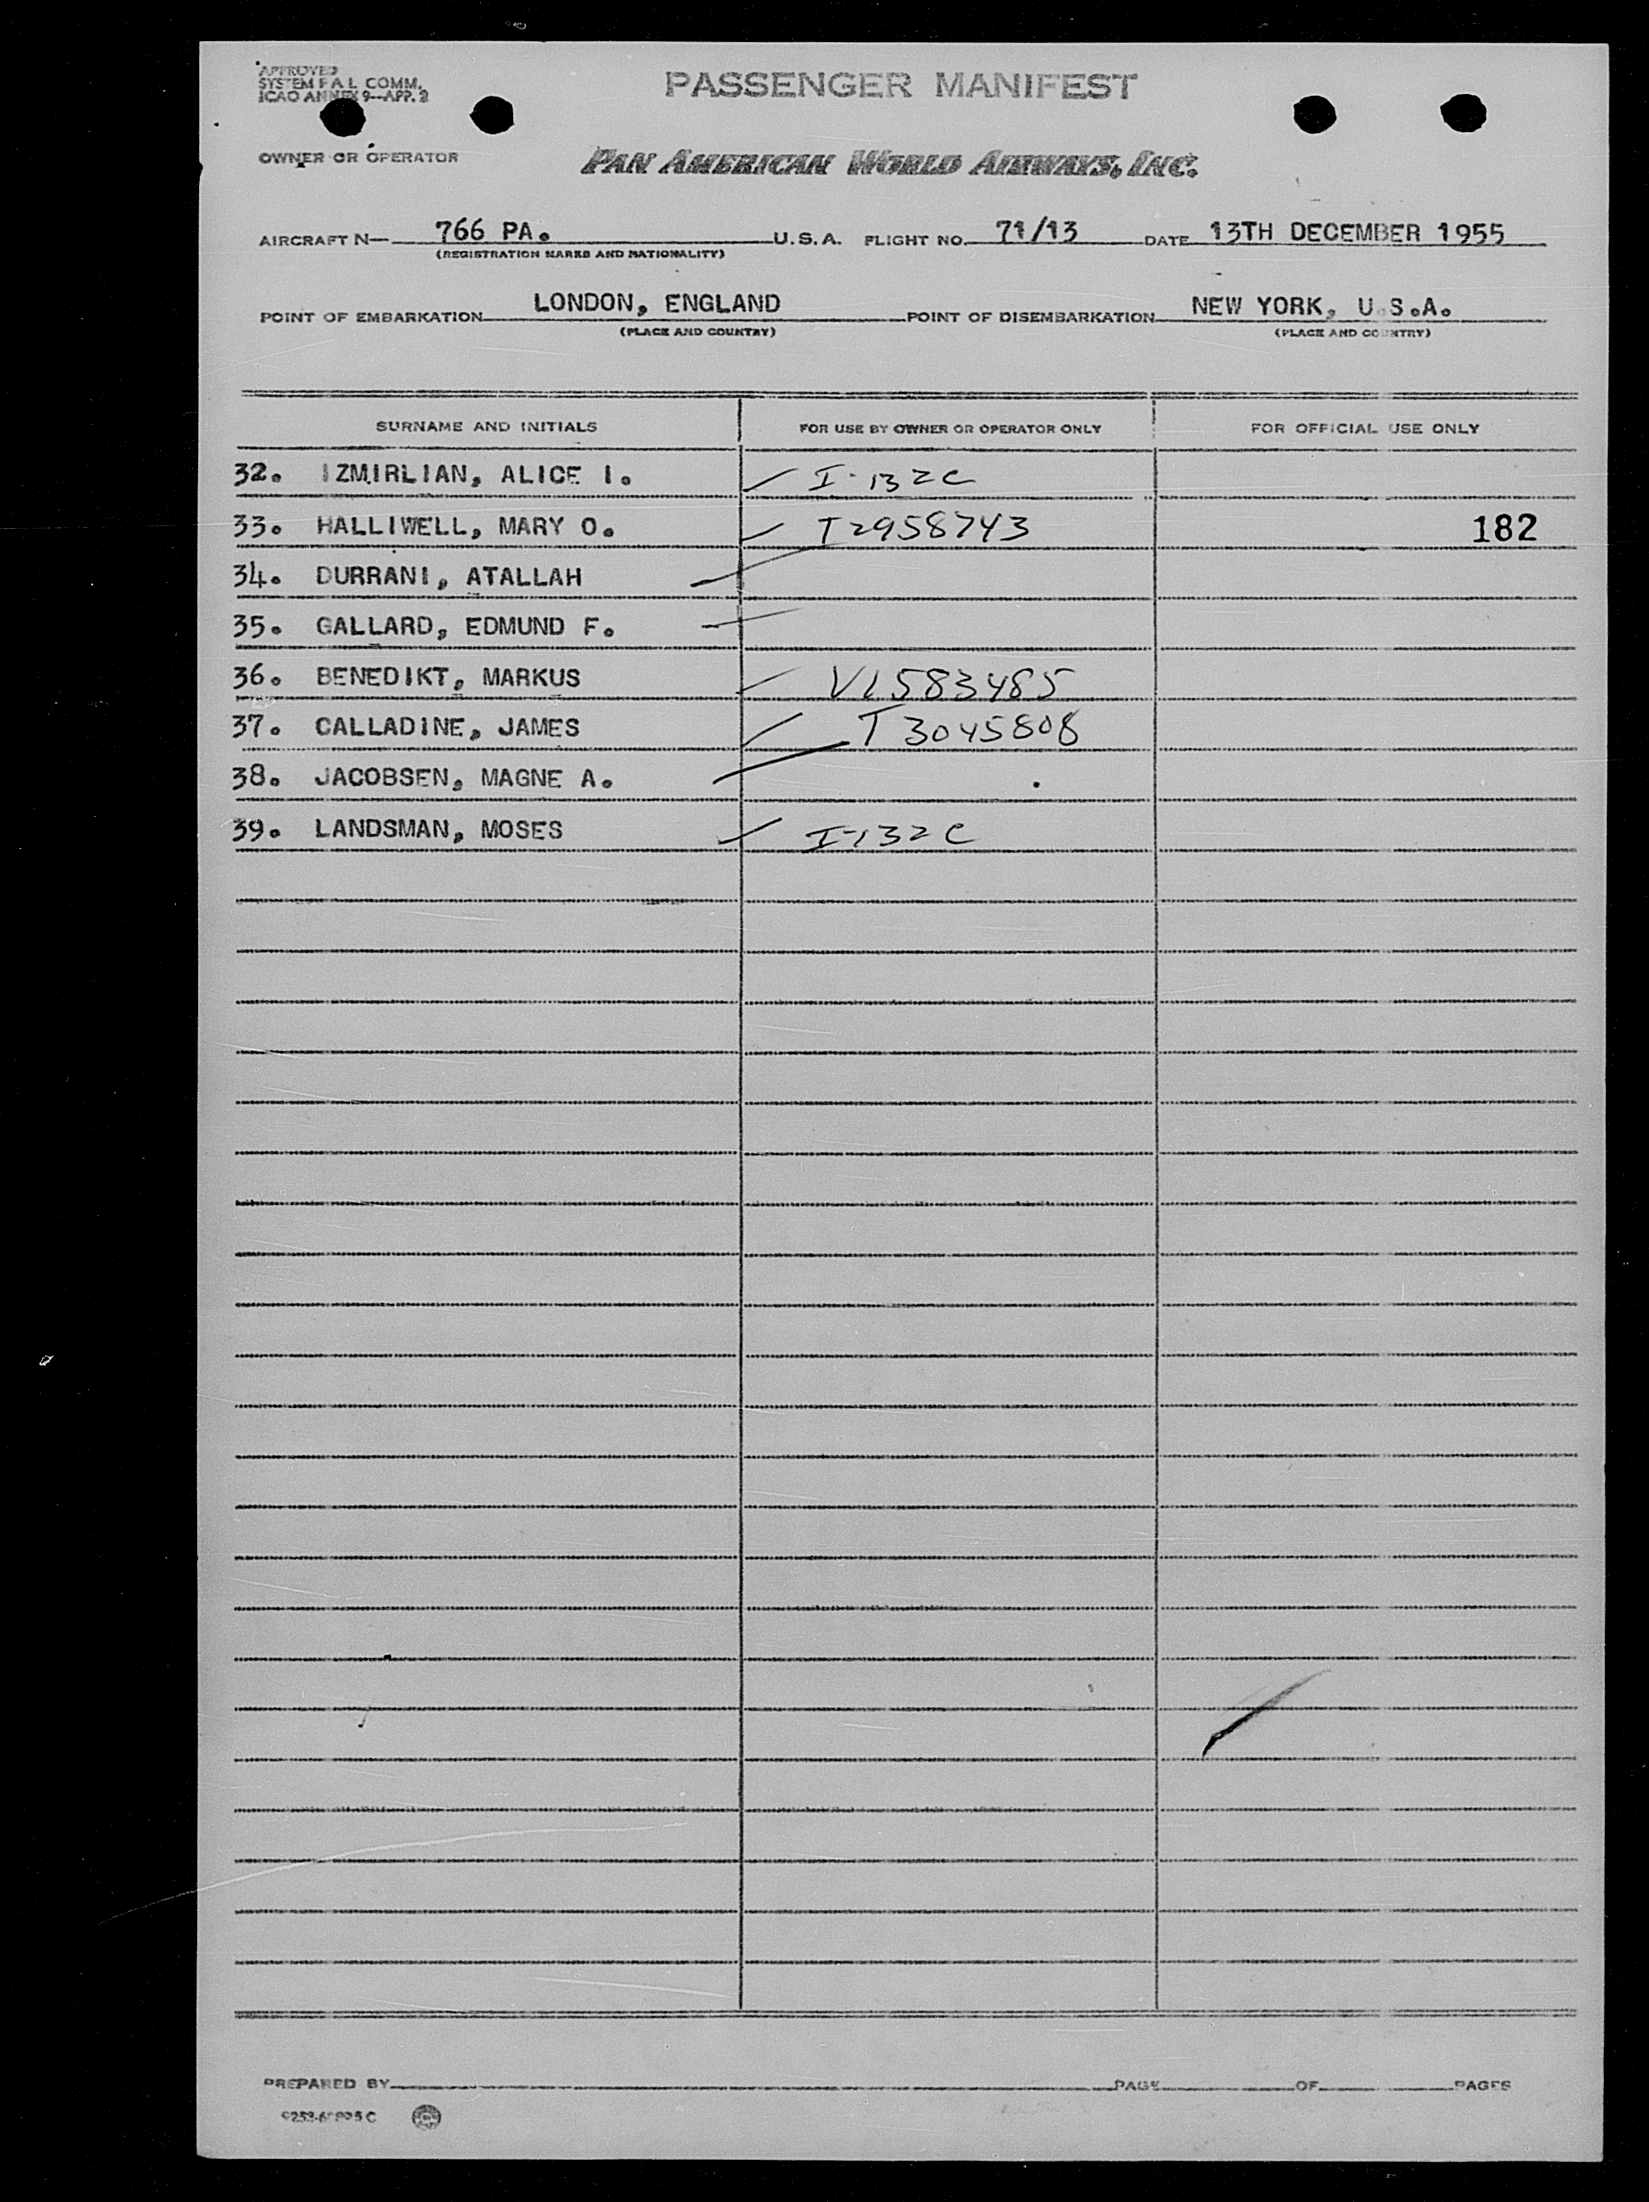 APPROVED
SYSTEM F.A.L. COMM.
ICAO ANNEX 9—APP. 2
PASSENGER MANIFEST
OWNER OR OPERATOR
PAN AMERICAN WORLD AIRWAYS, INC.
AIRCRAFT N— 766 PA. U.S.A. FLIGHT NO. 71/13 DATE 13TH DECEMBER 1955
(REGISTRATION MARKS AND NATIONALITY)
POINT OF EMBARKATION LONDON, ENGLAND POINT OF DISEMBARKATION NEW YORK, U.S.A.
(PLACE AND COUNTRY) (PLACE AND COUNTRY)
SURNAME AND INITIALS FOR USE BY OWNER OR OPERATOR ONLY FOR OFFICIAL USE ONLY
32. IZMIRLIAN, ALICE I. ✓ I-132C
33. HALLIWELL, MARY O. ✓ T2958743 182
34. DURRANI, ATALLAH
35. GALLARD, EDMUND F.
36. BENEDIKT, MARKUS ✓ V1583485
37. CALLADINE, JAMES ✓ T3045808
38. JACOBSEN, MAGNE A.
39. LANDSMAN, MOSES ✓ I-132C
PREPARED BY PAGE OF PAGES